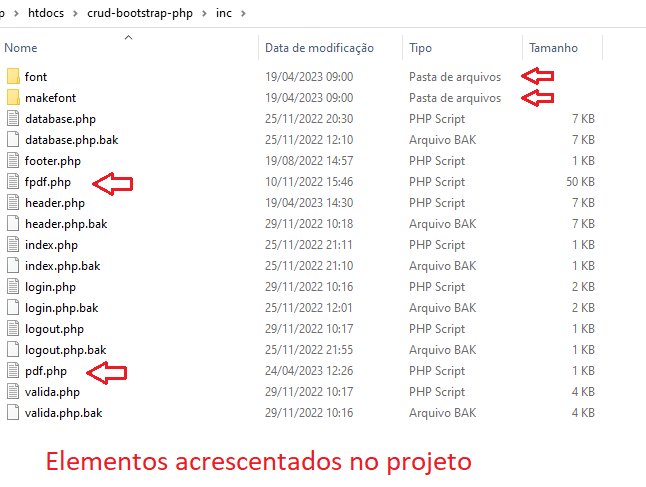 p > htdocs > crud-bootstrap-php > inc >
Nome Data de modificação Tipo Tamanho
font 19/04/2023 09:00 Pasta de arquivos
makefont 19/04/2023 09:00 Pasta de arquivos
database.php 25/11/2022 20:30 PHP Script 7 KB
database.php.bak 25/11/2022 12:10 Arquivo BAK 7 KB
footer.php 19/08/2022 14:57 PHP Script 1 KB
fpdf.php 10/11/2022 15:46 PHP Script 50 KB
header.php 19/04/2023 14:30 PHP Script 7 KB
header.php.bak 29/11/2022 10:18 Arquivo BAK 7 KB
index.php 25/11/2022 21:11 PHP Script 1 KB
index.php.bak 25/11/2022 21:10 Arquivo BAK 1 KB
login.php 29/11/2022 10:16 PHP Script 2 KB
login.php.bak 25/11/2022 12:01 Arquivo BAK 2 KB
logout.php 29/11/2022 10:17 PHP Script 1 KB
logout.php.bak 25/11/2022 21:55 Arquivo BAK 1 KB
pdf.php 24/04/2023 12:26 PHP Script 1 KB
valida.php 29/11/2022 10:17 PHP Script 4 KB
valida.php.bak 29/11/2022 10:16 Arquivo BAK 4 KB
Elementos acrescentados no projeto